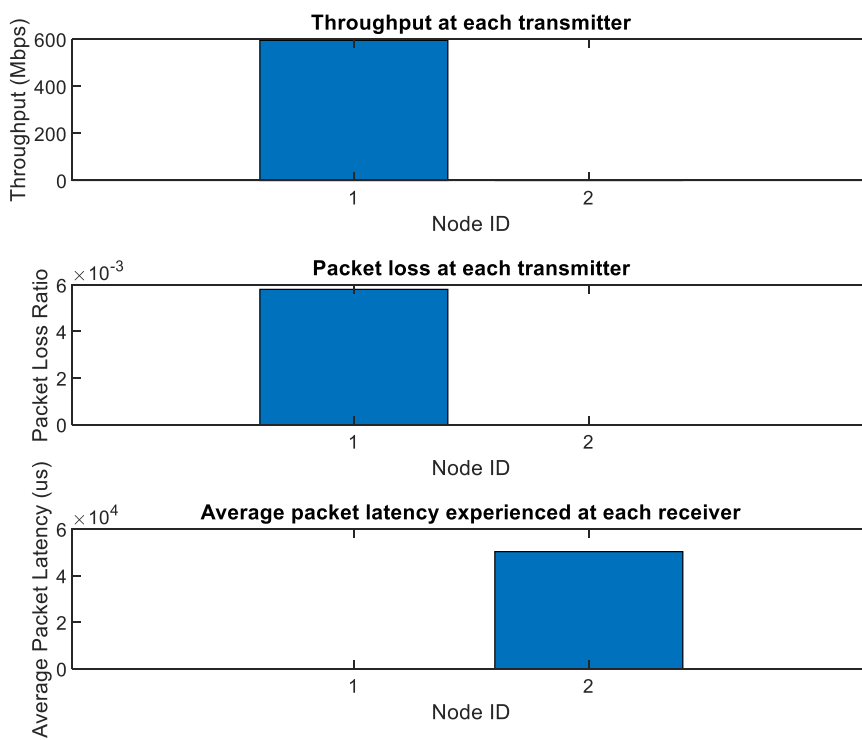 Throughput at each transmitter
Throughput (Mbps)
600
400
200
0
1 2
Node ID
Packet loss at each transmitter
×10-3
Packet Loss Ratio
6
4
2
0
1 2
Node ID
Average packet latency experienced at each receiver
×104
Average Packet Latency (us)
6
4
2
0
1 2
Node ID